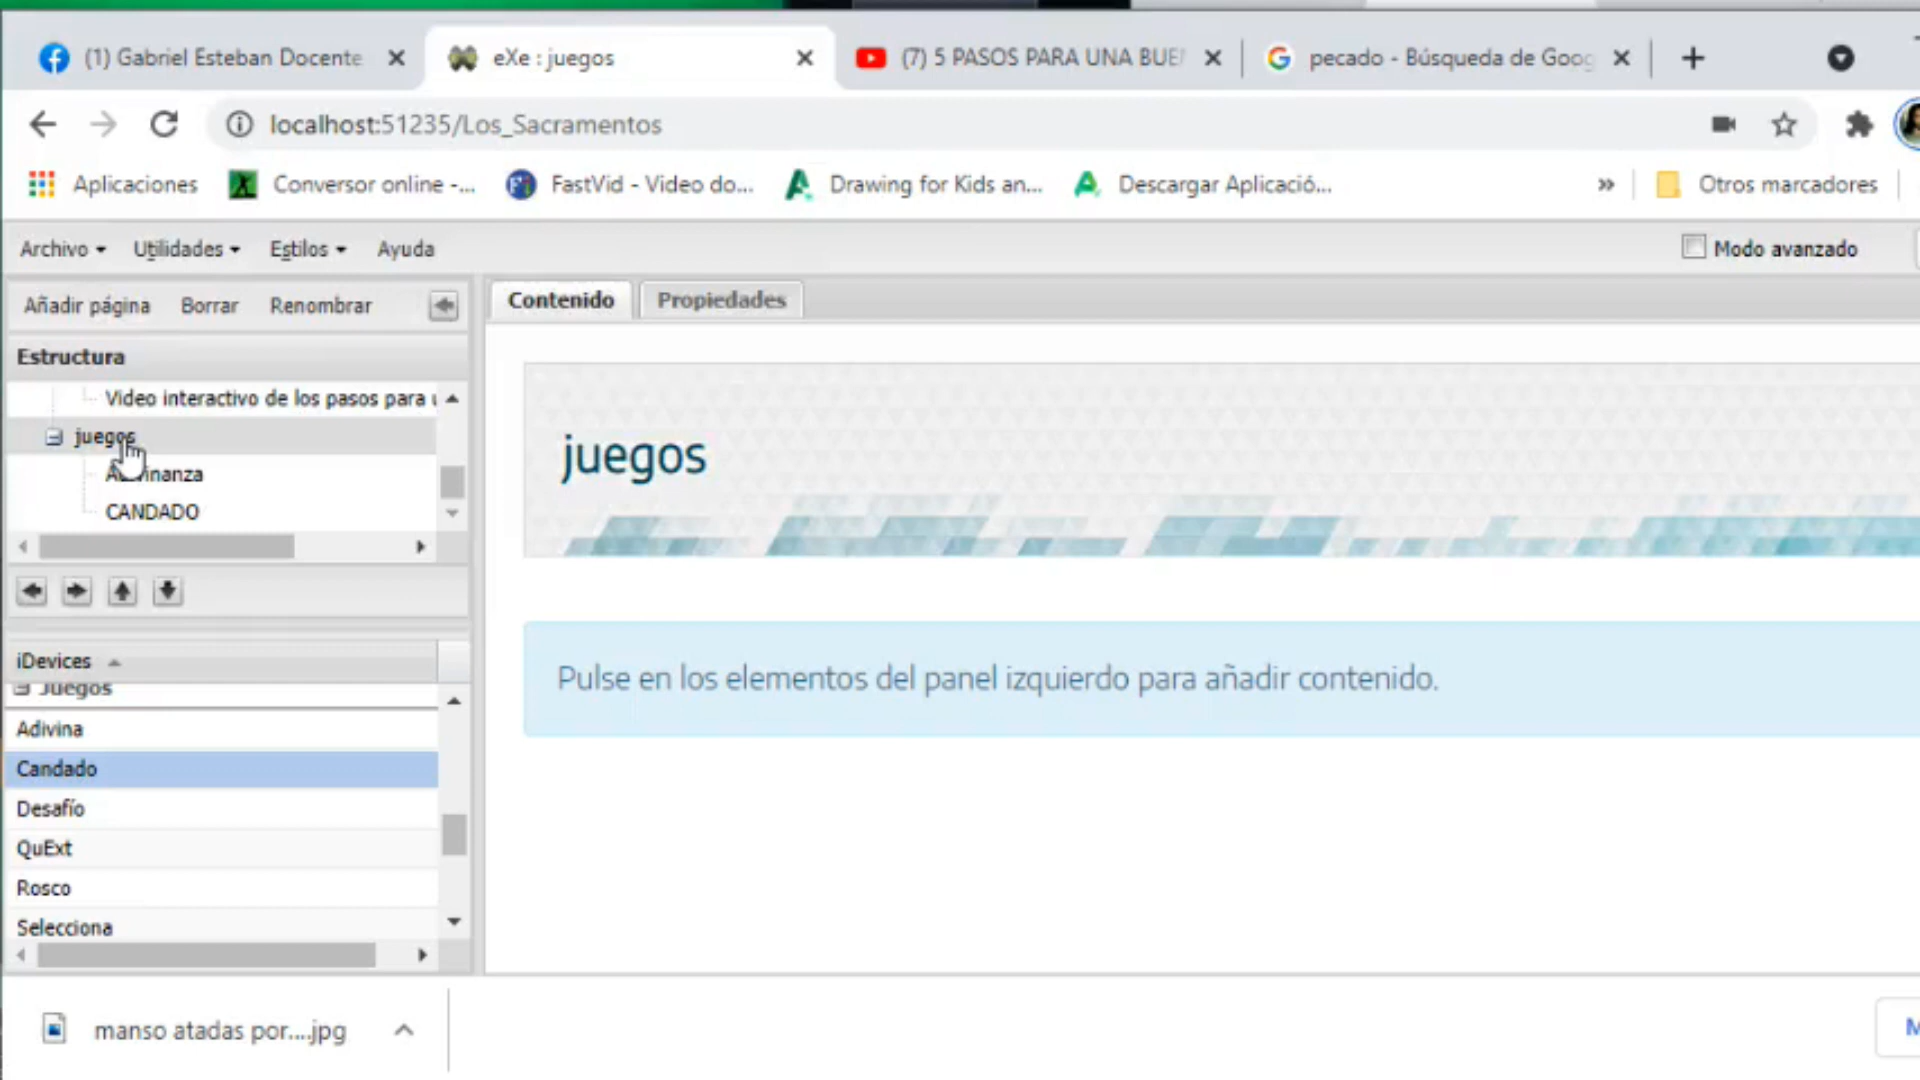 (1) Gabriel Esteban Docente
eXe : juegos
(7) 5 PASOS PARA UNA BUE
pecado - Búsqueda de Goog
localhost:51235/Los_Sacramentos
Aplicaciones
Conversor online -...
FastVid - Video do...
Drawing for Kids an...
Descargar Aplicació...
»
Otros marcadores
Archivo
Utilidades
Estilos
Ayuda
Modo avanzado
Añadir página
Borrar
Renombrar
Contenido
Propiedades
Estructura
Video interactivo de los pasos para
juegos
CANDADO
juegos
Pulse en los elementos del panel izquierdo para añadir contenido.
iDevices
Juegos
Adivina
Candado
Desafío
QuExt
Rosco
Selecciona
manso atadas por....jpg
M